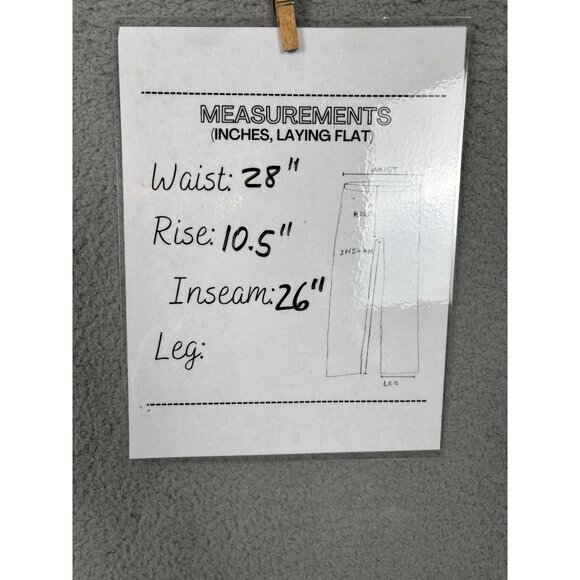 MEASUREMENTS
(INCHES, LAYING FLAT)
Waist: 28"
Rise: 10.5"
Inseam: 26"
Leg:
WAIST
RISE
INSEAM
LEG